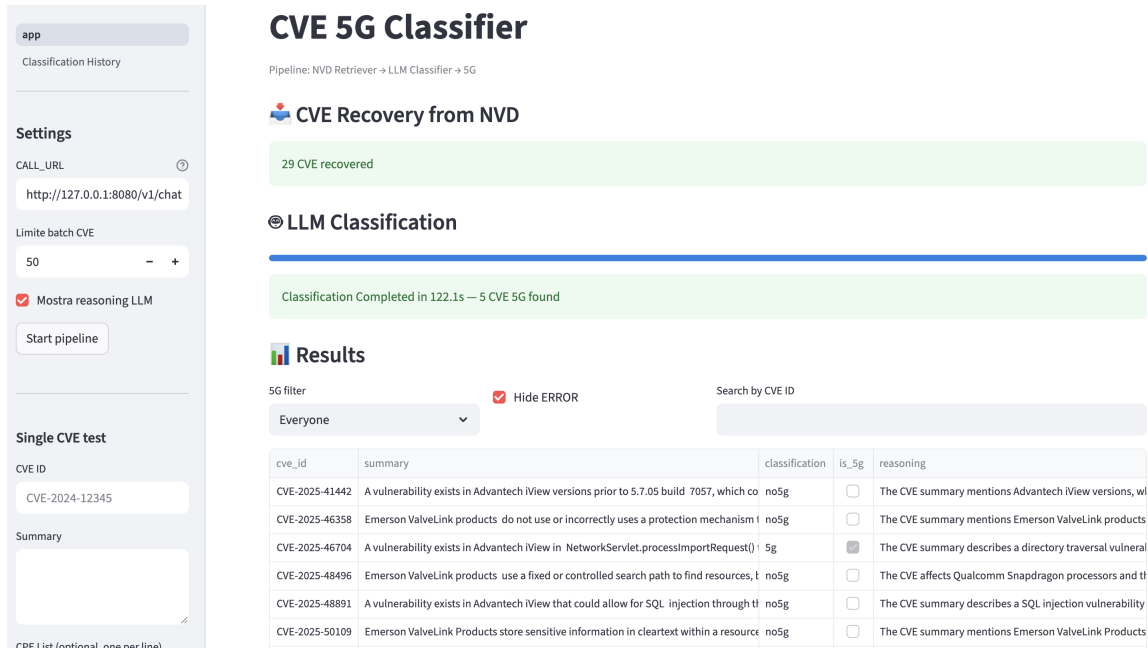 app
Classification History
Settings
CALL_URL
http://127.0.0.1:8080/v1/chat
Limite batch CVE
50
Mostra reasoning LLM
Start pipeline
Single CVE test
CVE ID
CVE-2024-12345
Summary
CPE List (optional, one per line)
CVE 5G Classifier
Pipeline: NVD Retriever → LLM Classifier → 5G
CVE Recovery from NVD
29 CVE recovered
LLM Classification
Classification Completed in 122.1s — 5 CVE 5G found
Results
5G filter
Everyone
Hide ERROR
Search by CVE ID
cve_id summary classification is_5g reasoning
CVE-2025-41442 A vulnerability exists in Advantech iView versions prior to 5.7.05 build 7057, which co no5g The CVE summary mentions Advantech iView versions, wl
CVE-2025-46358 Emerson ValveLink products do not use or incorrectly uses a protection mechanism no5g The CVE summary mentions Emerson ValveLink products
CVE-2025-46704 A vulnerability exists in Advantech iView in NetworkServlet.processImportRequest() 5g The CVE summary describes a directory traversal vulneral
CVE-2025-48496 Emerson ValveLink products use a fixed or controlled search path to find resources, b no5g The CVE affects Qualcomm Snapdragon processors and th
CVE-2025-48891 A vulnerability exists in Advantech iView that could allow for SQL injection through th no5g The CVE summary describes a SQL injection vulnerability
CVE-2025-50109 Emerson ValveLink Products store sensitive information in cleartext within a resource no5g The CVE summary mentions Emerson ValveLink Products